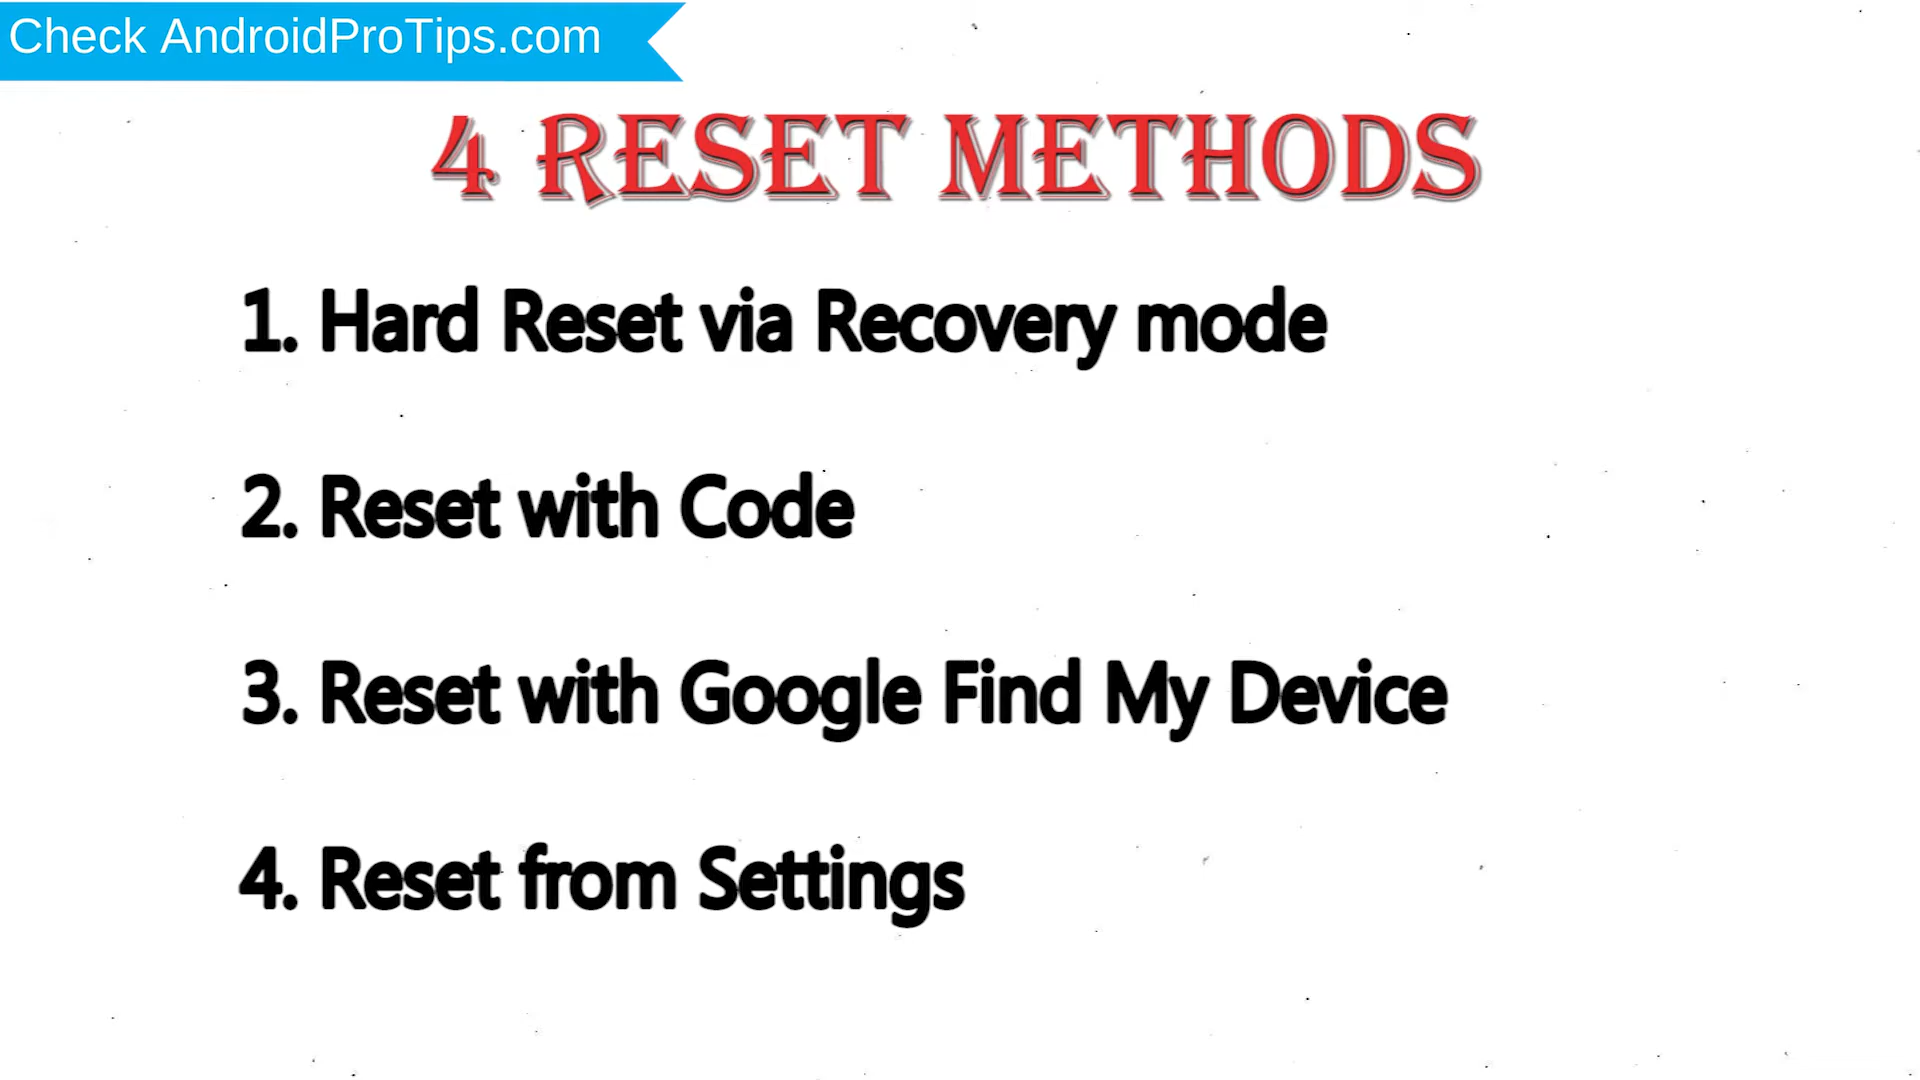 Check AndroidProTips.com
4 RESET METHODS
1. Hard Reset via Recovery mode
2. Reset with Code
3. Reset with Google Find My Device
4. Reset from Settings